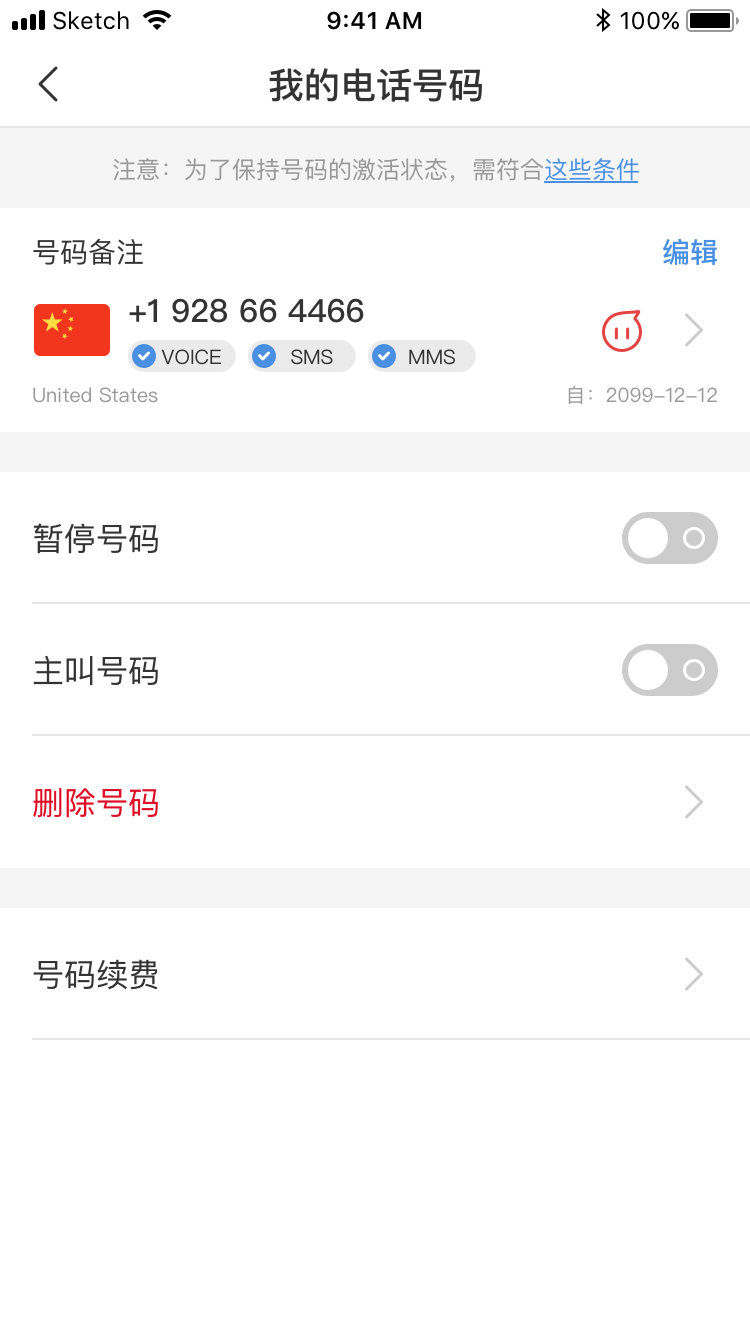 Sketch 9:41 AM 100%
我的电话号码
注意：为了保持号码的激活状态，需符合这些条件
号码备注 编辑
+1 928 66 4466
VOICE SMS MMS
United States 自：2099-12-12
暂停号码
主叫号码
删除号码
号码续费